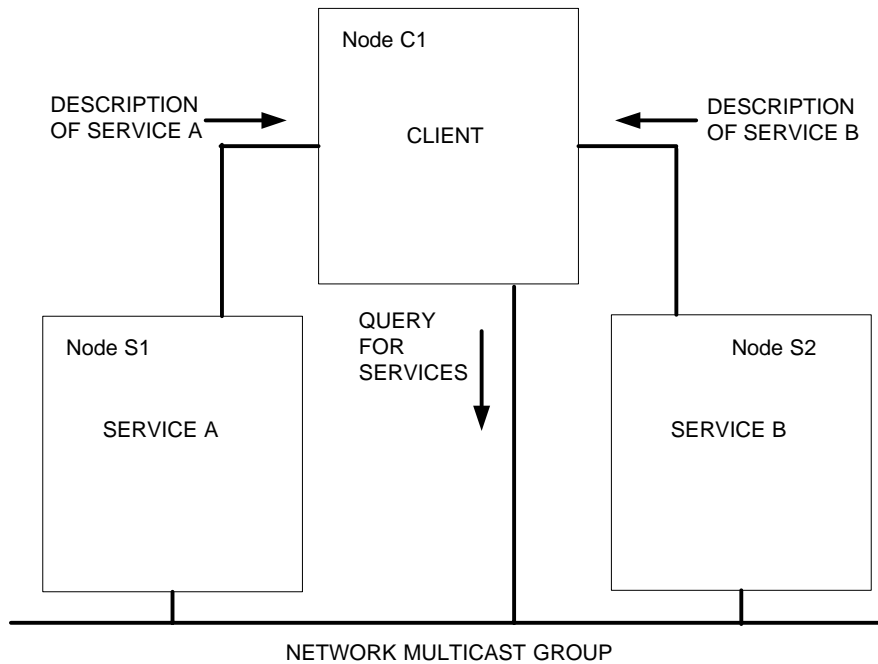 Node C1
DESCRIPTION
OF SERVICE A
CLIENT
DESCRIPTION
OF SERVICE B
QUERY
FOR
SERVICES
Node S1
SERVICE A
Node S2
SERVICE B
NETWORK MULTICAST GROUP